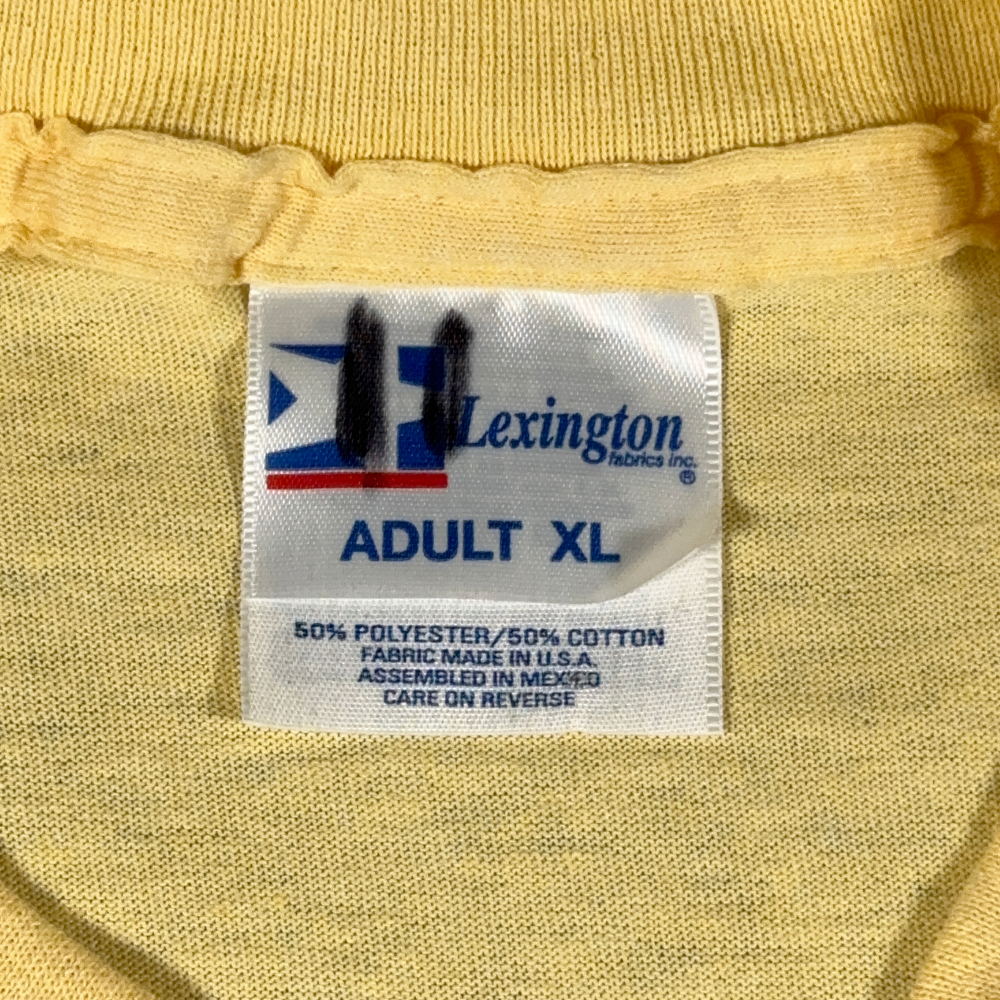 Lexington
fabrics inc.
®
ADULT XL
50% POLYESTER/50% COTTON
FABRIC MADE IN U.S.A.
ASSEMBLED IN MEXICO
CARE ON REVERSE